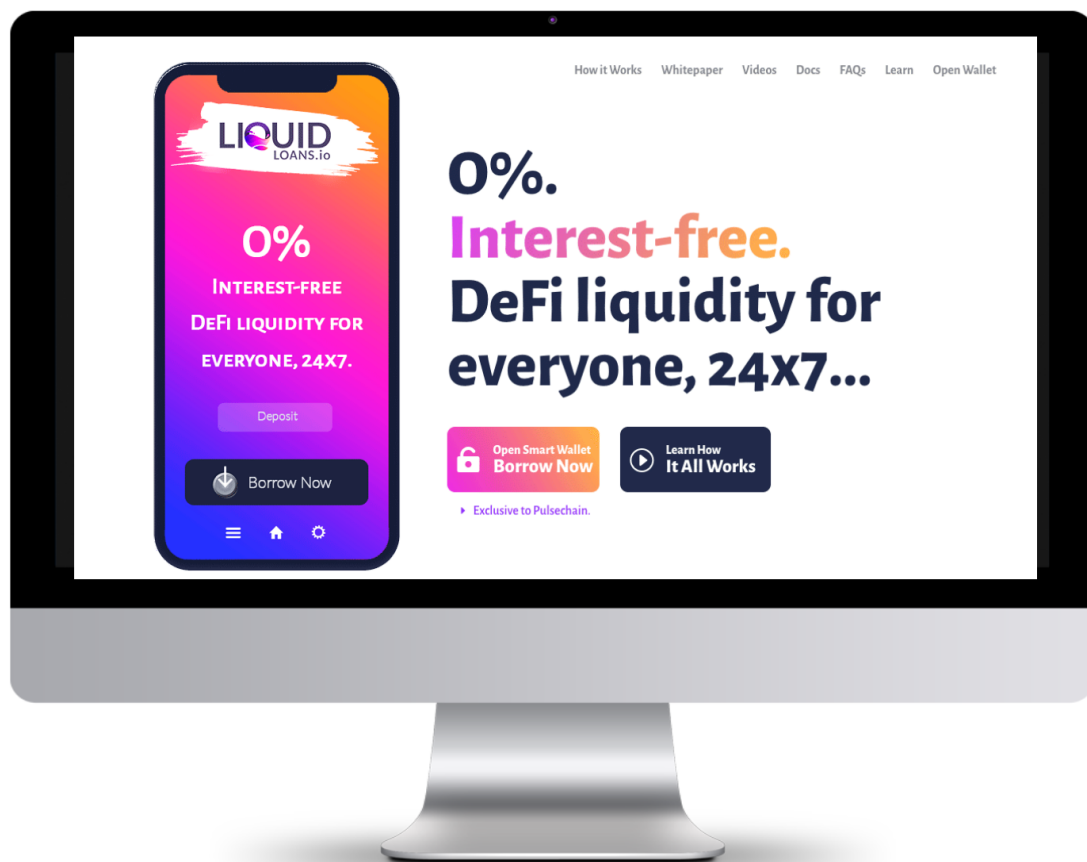 How it Works Whitepaper Videos Docs FAQs Learn Open Wallet
LIQUID
LOANS.io
0%
INTEREST-FREE
DEFI LIQUIDITY FOR
EVERYONE, 24X7.
Deposit
Borrow Now
0%.
Interest-free.
DeFi liquidity for
everyone, 24x7...
Open Smart Wallet
Borrow Now
Learn How
It All Works
Exclusive to Pulsechain.